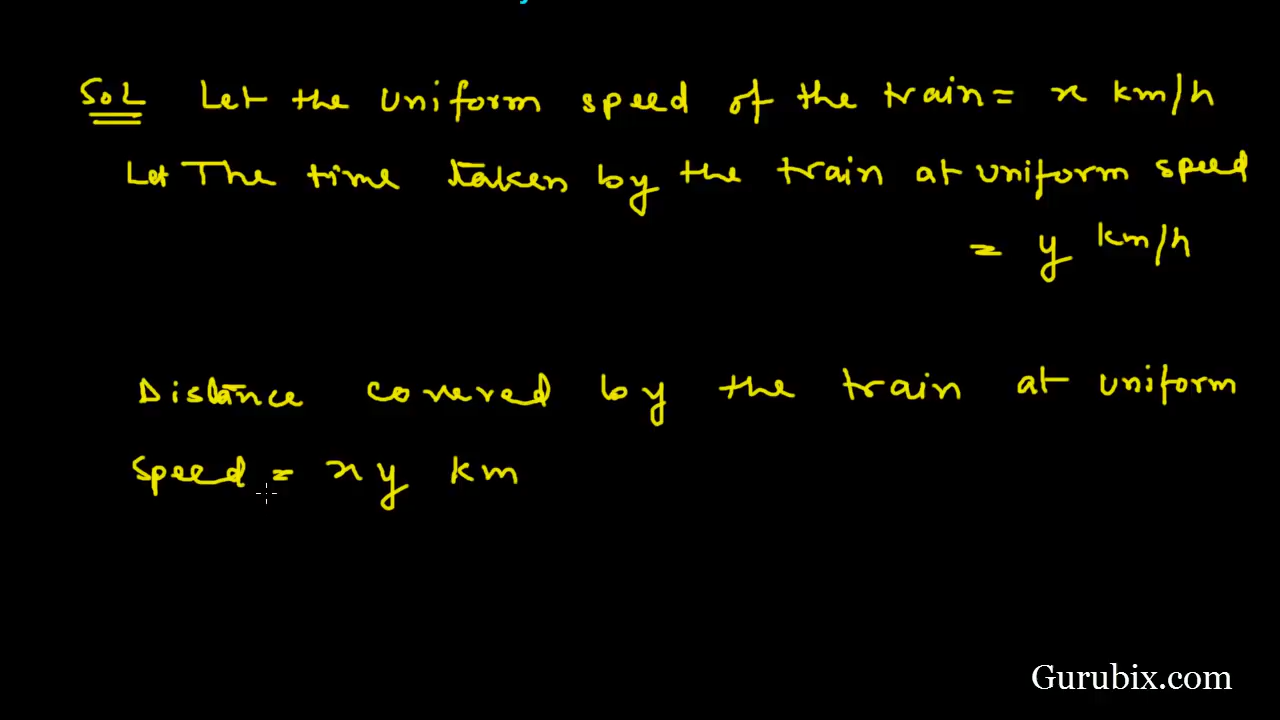 Sol Let the uniform speed of the train = x km/h
Let The time taken by the train at uniform speed
= y km/h
Distance covered by the train at uniform
speed = x y km
Gurubix.com